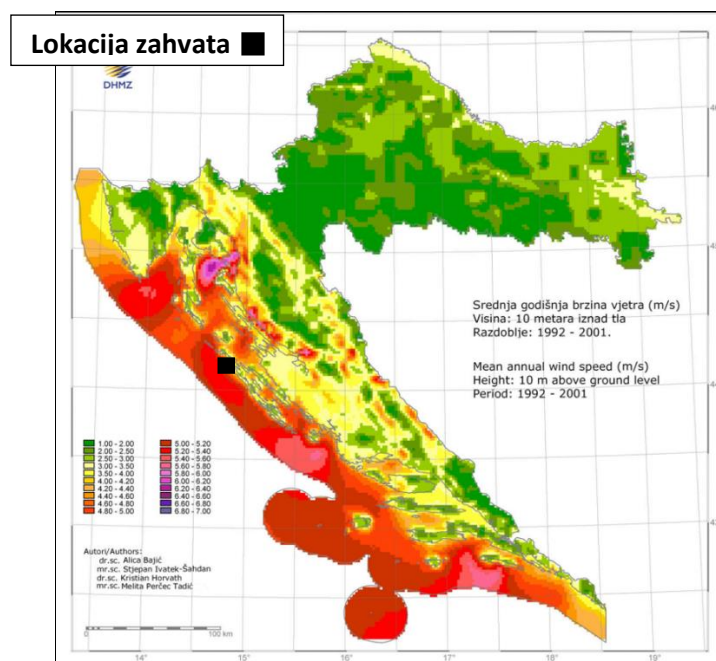 Lokacija zahvata
DHMZ
Srednja godišnja brzina vjetra (m/s)
Visina: 10 metara iznad tla
Razdoblje: 1992 - 2001.
Mean annual wind speed (m/s)
Height: 10 m above ground level
Period: 1992 - 2001
1.00 - 2.00
2.00 - 2.50
2.50 - 3.00
3.00 - 3.50
3.50 - 4.00
4.00 - 4.20
4.20 - 4.40
4.40 - 4.60
4.60 - 4.80
4.80 - 5.00
5.00 - 5.20
5.20 - 5.40
5.40 - 5.60
5.60 - 5.80
5.80 - 6.00
6.00 - 6.20
6.20 - 6.40
6.40 - 6.60
6.60 - 6.80
6.80 - 7.00
Autori/Authors:
dr.sc. Alica Bajić
mr.sc. Stjepan Ivatek-Šahdan
dr.sc. Kristian Horvath
mr.sc. Melita Perčec Tadić
0 100 km
14° 15° 16° 17° 18° 19°